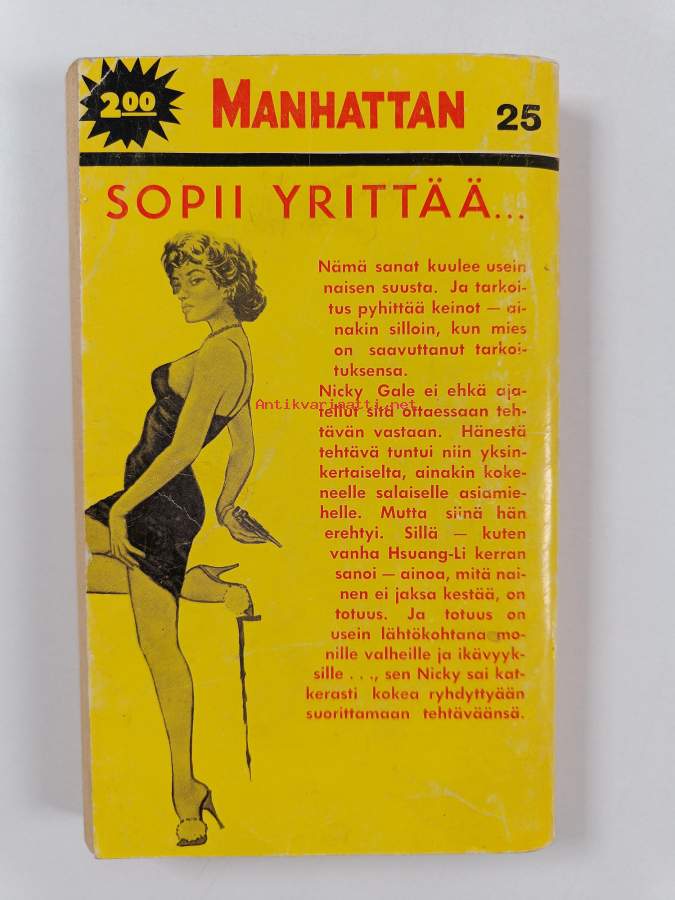 2.00 MANHATTAN 25
SOPII YRITTÄÄ...
Nämä sanat kuulee usein
naisen suusta. Ja tarkoi-
tus pyhittää keinot — ai-
nakin silloin, kun mies
on saavuttanut tarkoi-
tuksensa.
Nicky Gale ei ehkä aja-
Antikvariaatti.net
tellut sitä ottaessaan teh-
tävän vastaan. Hänestä
tehtävä tuntui niin yksin-
kertaiselta, ainakin koke-
neelle salaiselle asiamie-
helle. Mutta siinä hän
erehtyi. Sillä — kuten
vanha Hsuang-Li kerran
sanoi — ainoa, mitä nai-
nen ei jaksa kestää, on
totuus. Ja totuus on
usein lähtökohtana mo-
nille valheille ja ikävyyk-
sille . . ., sen Nicky sai kat-
kerasti kokea ryhdyttyään
suorittamaan tehtäväänsä.